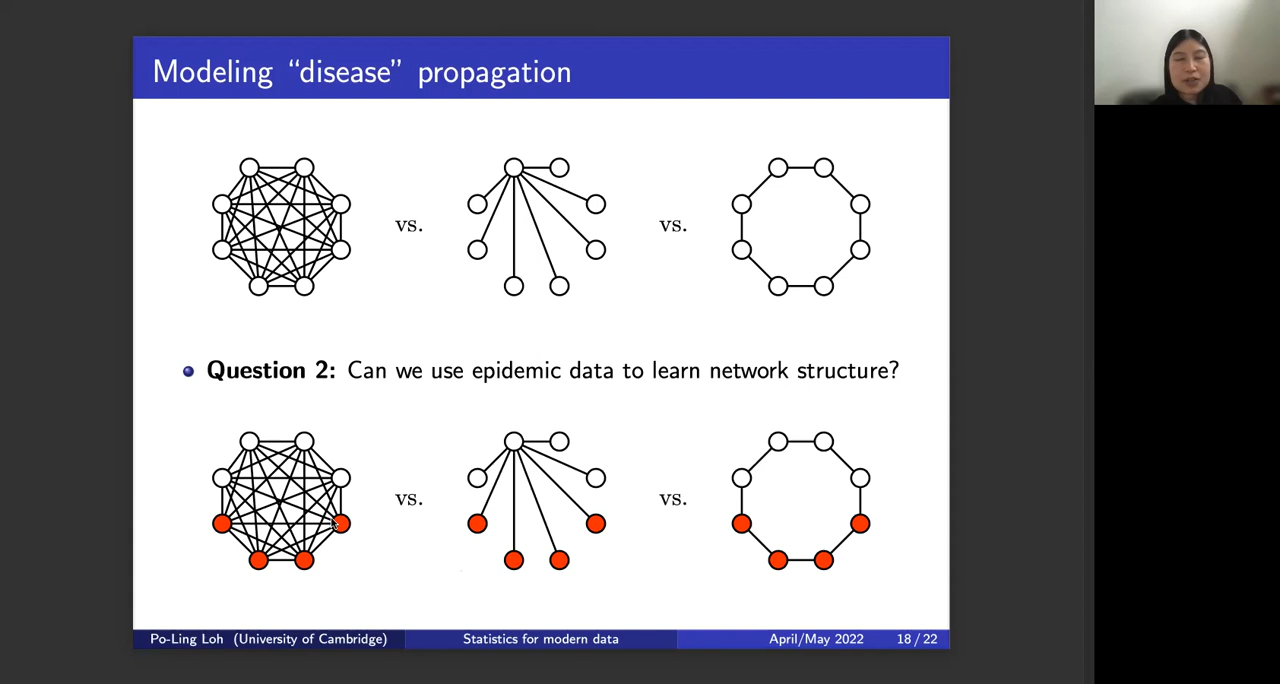 Modeling “disease” propagation
vs.
vs.
Question 2: Can we use epidemic data to learn network structure?
vs.
vs.
Po-Ling Loh (University of Cambridge)
Statistics for modern data
April/May 2022
18 / 22